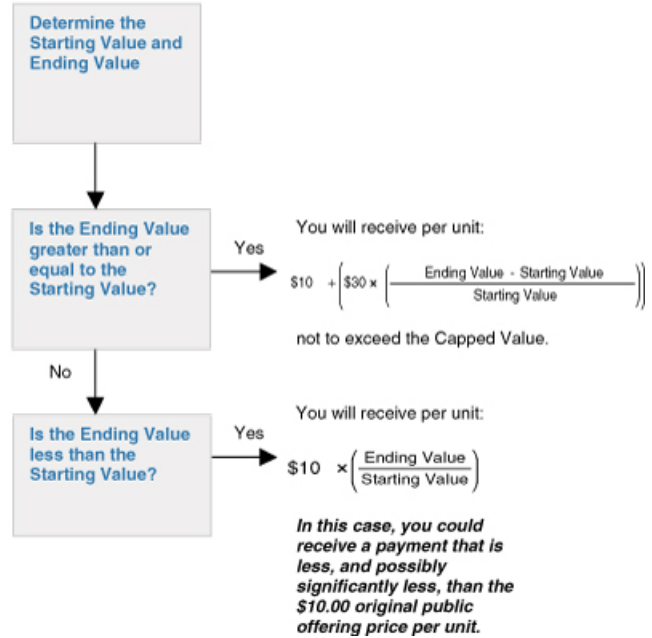 Determine the
Starting Value and
Ending Value
Is the Ending Value
greater than or
equal to the
Starting Value?
Yes
You will receive per unit:
$10 + ($30 × ( Ending Value - Starting Value
Starting Value ))
not to exceed the Capped Value.
No
Is the Ending Value
less than the
Starting Value?
Yes
You will receive per unit:
$10 × ( Ending Value
Starting Value )
In this case, you could
receive a payment that is
less, and possibly
significantly less, than the
$10.00 original public
offering price per unit.